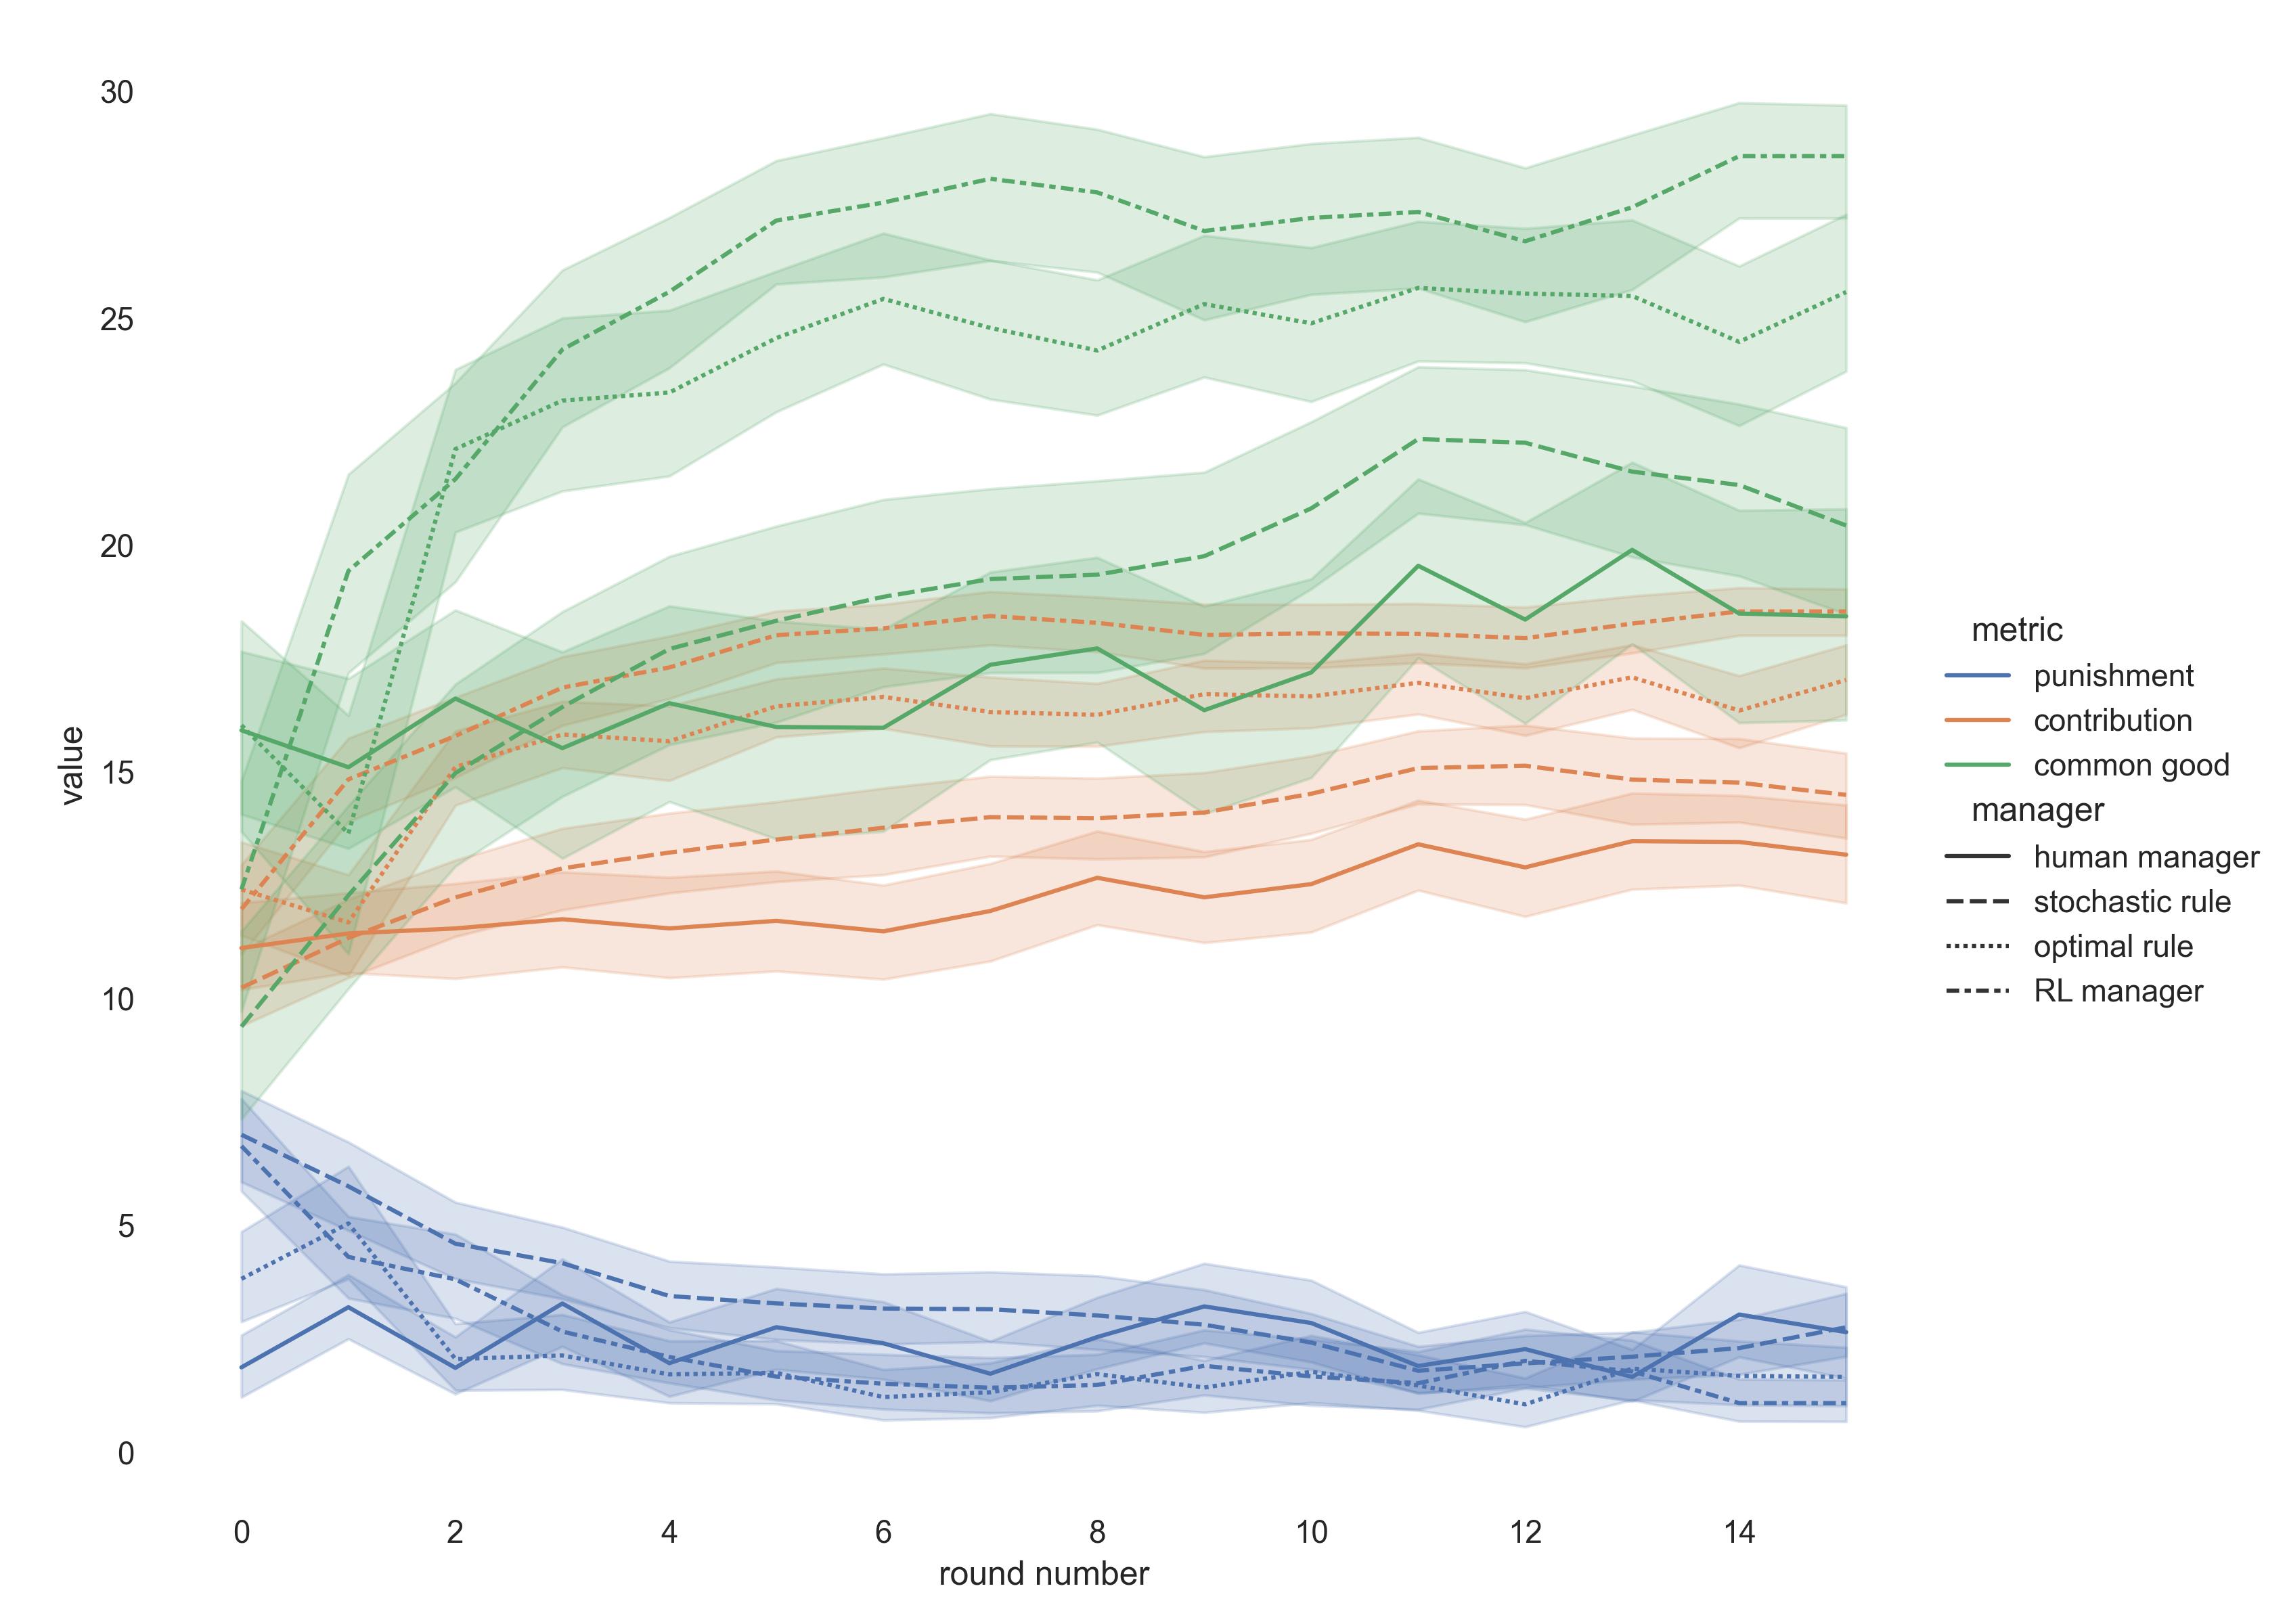 30
25
20
15
10
5
0
value
0 2 4 6 8 10 12 14
round number
metric
punishment
contribution
common good
manager
human manager
stochastic rule
optimal rule
RL manager